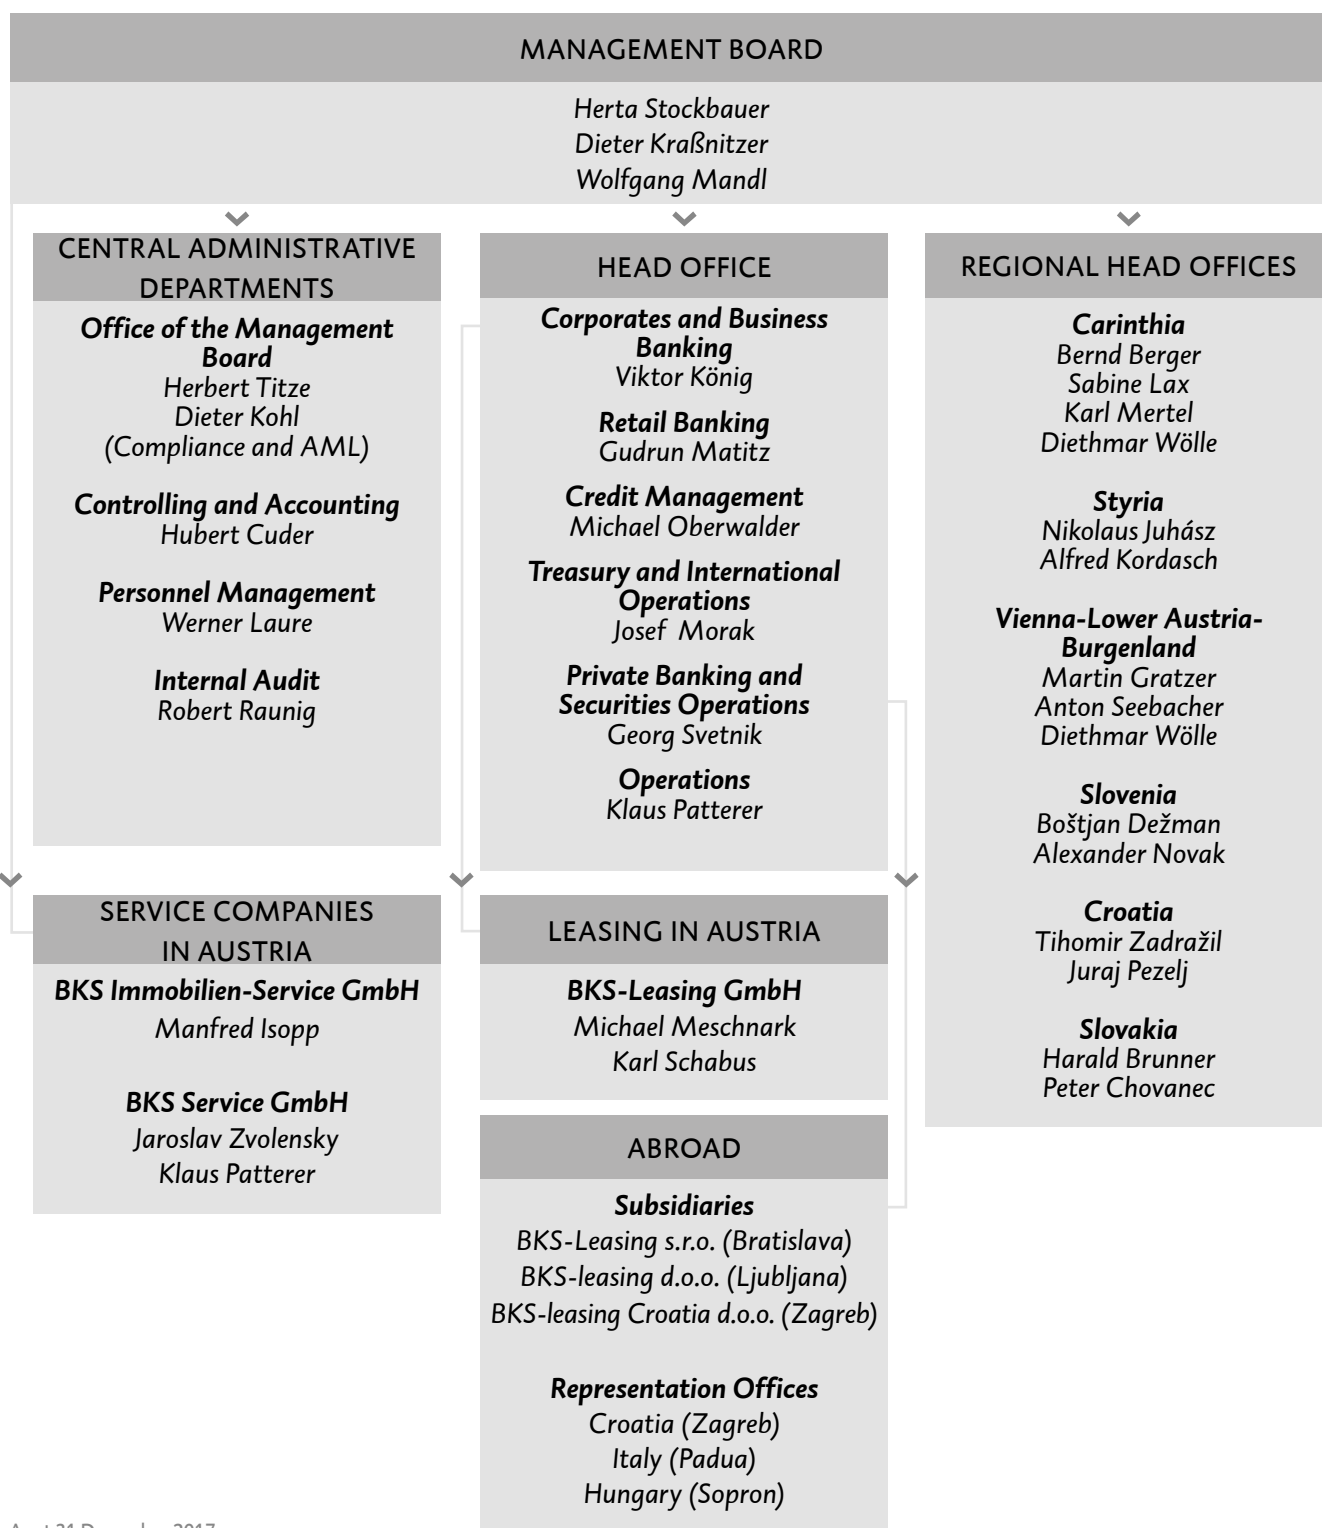 MANAGEMENT BOARD
Herta Stockbauer
Dieter Kraßnitzer
Wolfgang Mandl
CENTRAL ADMINISTRATIVE
DEPARTMENTS
Office of the Management
Board
Herbert Titze
Dieter Kohl
(Compliance and AML)
Controlling and Accounting
Hubert Cuder
Personnel Management
Werner Laure
Internal Audit
Robert Raunig
HEAD OFFICE
Corporates and Business
Banking
Viktor König
Retail Banking
Gudrun Matitz
Credit Management
Michael Oberwalder
Treasury and International
Operations
Josef Morak
Private Banking and
Securities Operations
Georg Svetnik
Operations
Klaus Patterer
REGIONAL HEAD OFFICES
Carinthia
Bernd Berger
Sabine Lax
Karl Mertel
Diethmar Wölle
Styria
Nikolaus Juhász
Alfred Kordasch
Vienna-Lower Austria-
Burgenland
Martin Gratzer
Anton Seebacher
Diethmar Wölle
Slovenia
Boštjan Dežman
Alexander Novak
Croatia
Tihomir Zadražil
Juraj Pezelj
Slovakia
Harald Brunner
Peter Chovanec
SERVICE COMPANIES
IN AUSTRIA
BKS Immobilien-Service GmbH
Manfred Isopp
BKS Service GmbH
Jaroslav Zvolensky
Klaus Patterer
LEASING IN AUSTRIA
BKS-Leasing GmbH
Michael Meschnark
Karl Schabus
ABROAD
Subsidiaries
BKS-Leasing s.r.o. (Bratislava)
BKS-leasing d.o.o. (Ljubljana)
BKS-leasing Croatia d.o.o. (Zagreb)
Representation Offices
Croatia (Zagreb)
Italy (Padua)
Hungary (Sopron)